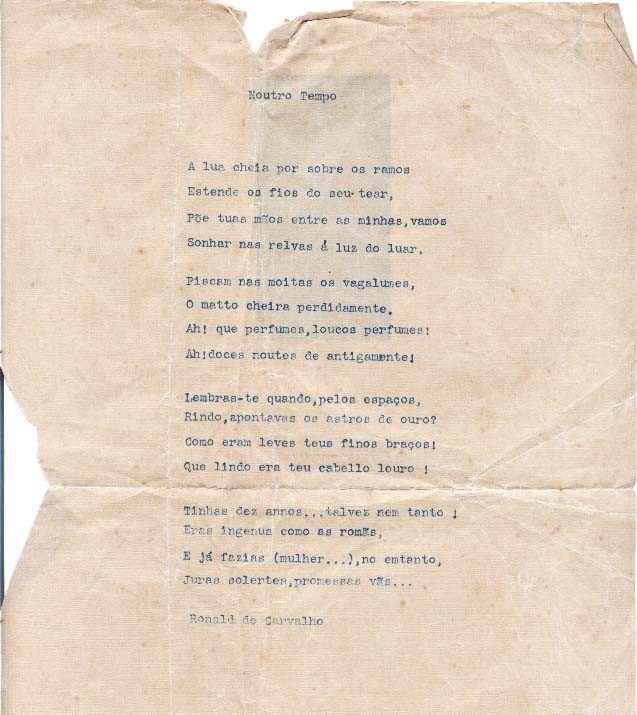 Noutro Tempo
A lua cheia por sobre os ramos
Estende os fios do seu tear,
Põe tuas mãos entre as minhas,vamos
Sonhar nas relvas á luz do luar.
Piscam nas moitas os vagalumes,
O matto cheira perdidamente.
Ah! que perfumes,loucos perfumes!
Ah!doces noutes de antigamente!
Lembras-te quando,pelos espaços,
Rindo,apontavas os astros de ouro?
Como eram leves teus finos braços!
Que lindo era teu cabello louro !
Tinhas dez annos...talvez nem tanto !
Eras ingenua como as romãs,
E já fazias (mulher...),no emtanto,
Juras solertes,promessas vãs...
Ronald de Carvalho